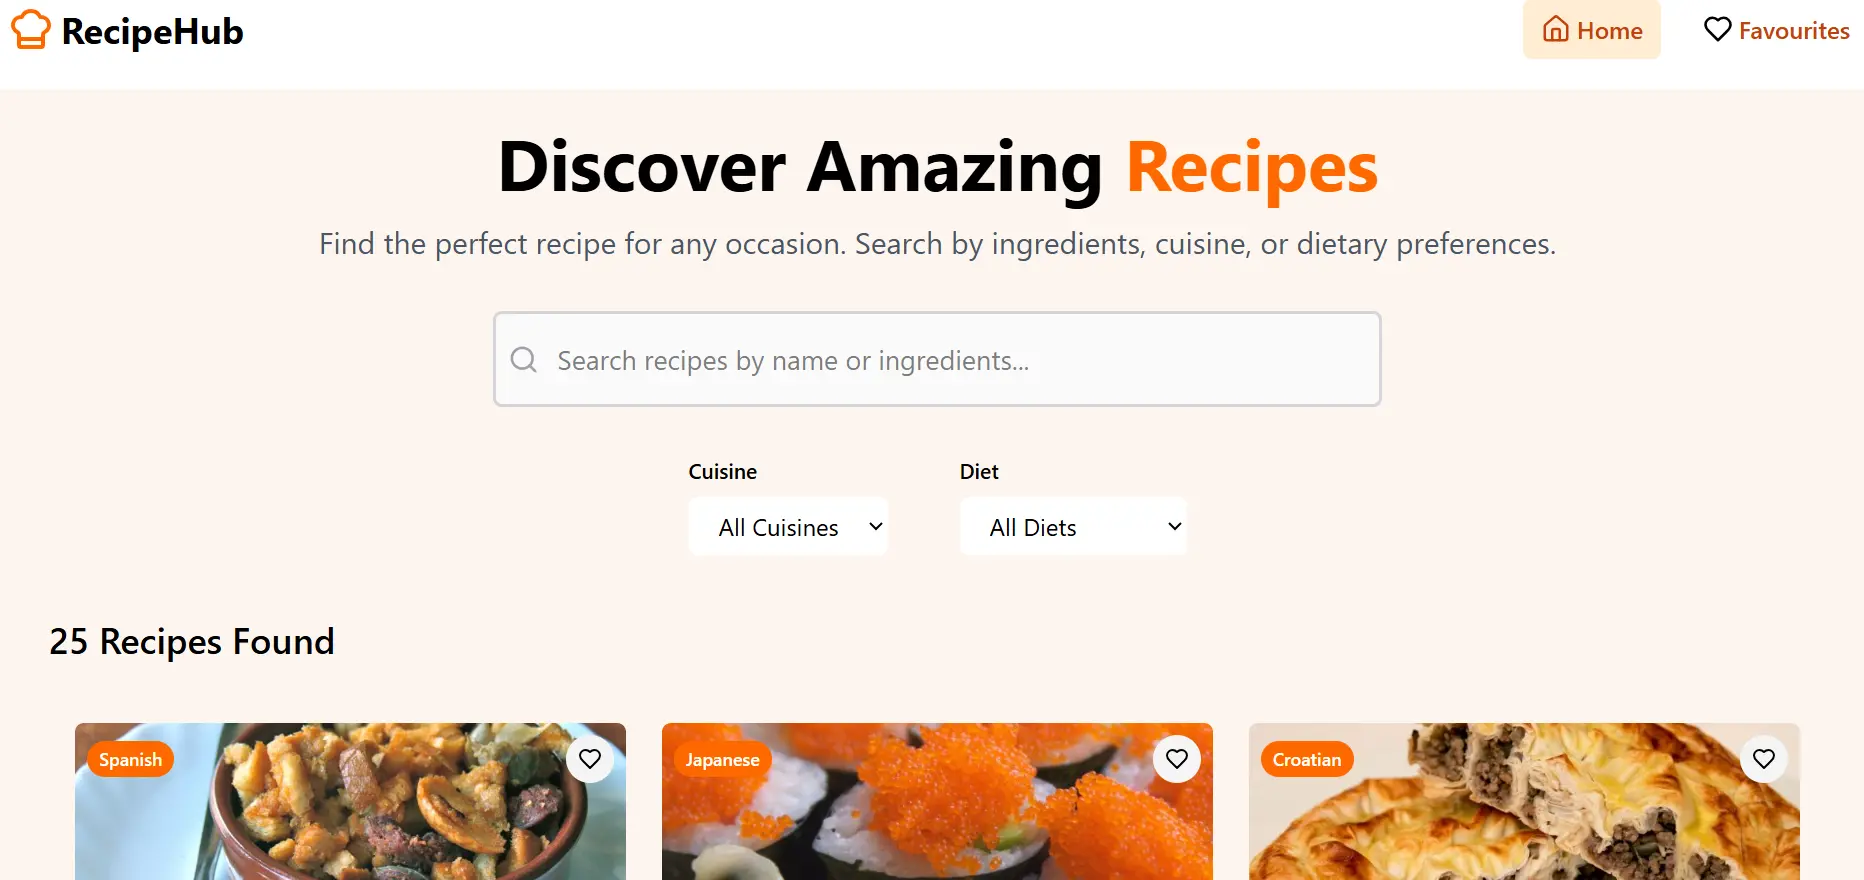 RecipeHub
Home
Favourites
Discover Amazing Recipes
Find the perfect recipe for any occasion. Search by ingredients, cuisine, or dietary preferences.
Search recipes by name or ingredients...
Cuisine
Diet
All Cuisines
All Diets
25 Recipes Found
Spanish
Japanese
Croatian